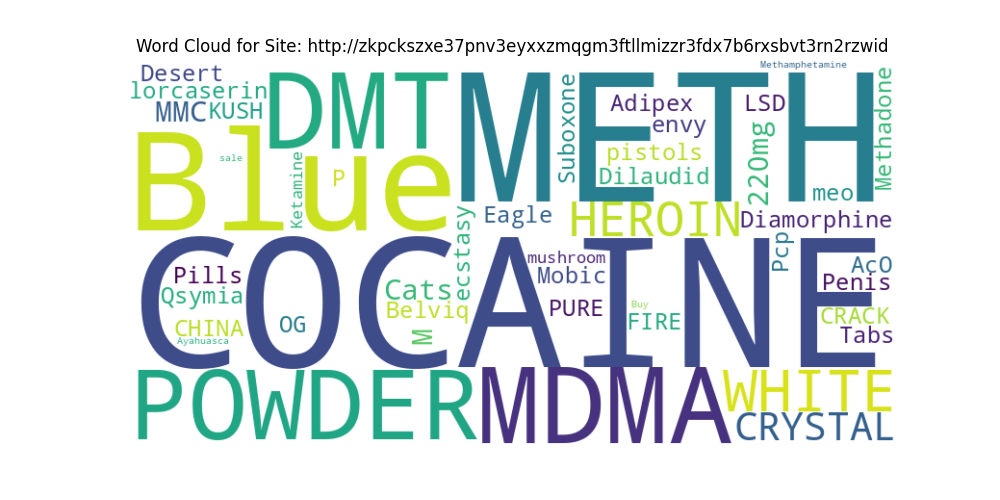 Word Cloud for Site: http://zkpckszxe37pnv3eyxxzmqgm3ftllmizzr3fdx7b6rxsbvt3rn2rzwid
Methamphetamine
Desert
lorcaserin
MMC
KUSH
DMT
METH
Suboxone
Adipex
envy
LSD
pistols
Dilaudid
220mg
meo
Methadone
Blue
sale
Ketamine
P
ecstasy
Eagle
HEROIN
Diamorphine
COCAINE
Pcp
Pills
Qsymia
CHINA
Ayahuasca
OG
Cats
Belviq
M
mushroom
Mobic
PURE
Buy
FIRE
AcO
Penis
CRACK
Tabs
POWDER
MDMA
WHITE
CRYSTAL